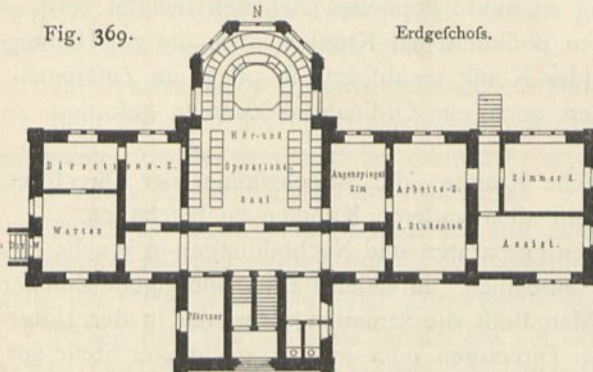 N
Fig. 369.
Erdgeſchoſs.
Hör- und
Operations
Saal
Directions-Z.
Augenspiegel
Zim
Arbeits-Z.
d. Studenten
Zimmer d.
Assist.
Warten
Pförtner